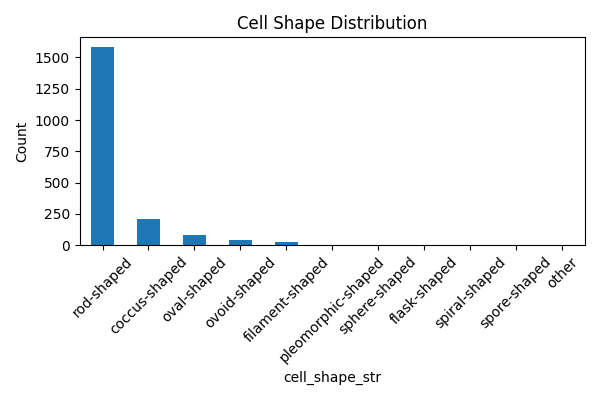 Cell Shape Distribution
Count
1500
1250
1000
750
500
250
0
rod-shaped
coccus-shaped
oval-shaped
ovoid-shaped
filament-shaped
pleomorphic-shaped
sphere-shaped
flask-shaped
spiral-shaped
spore-shaped
other
cell_shape_str